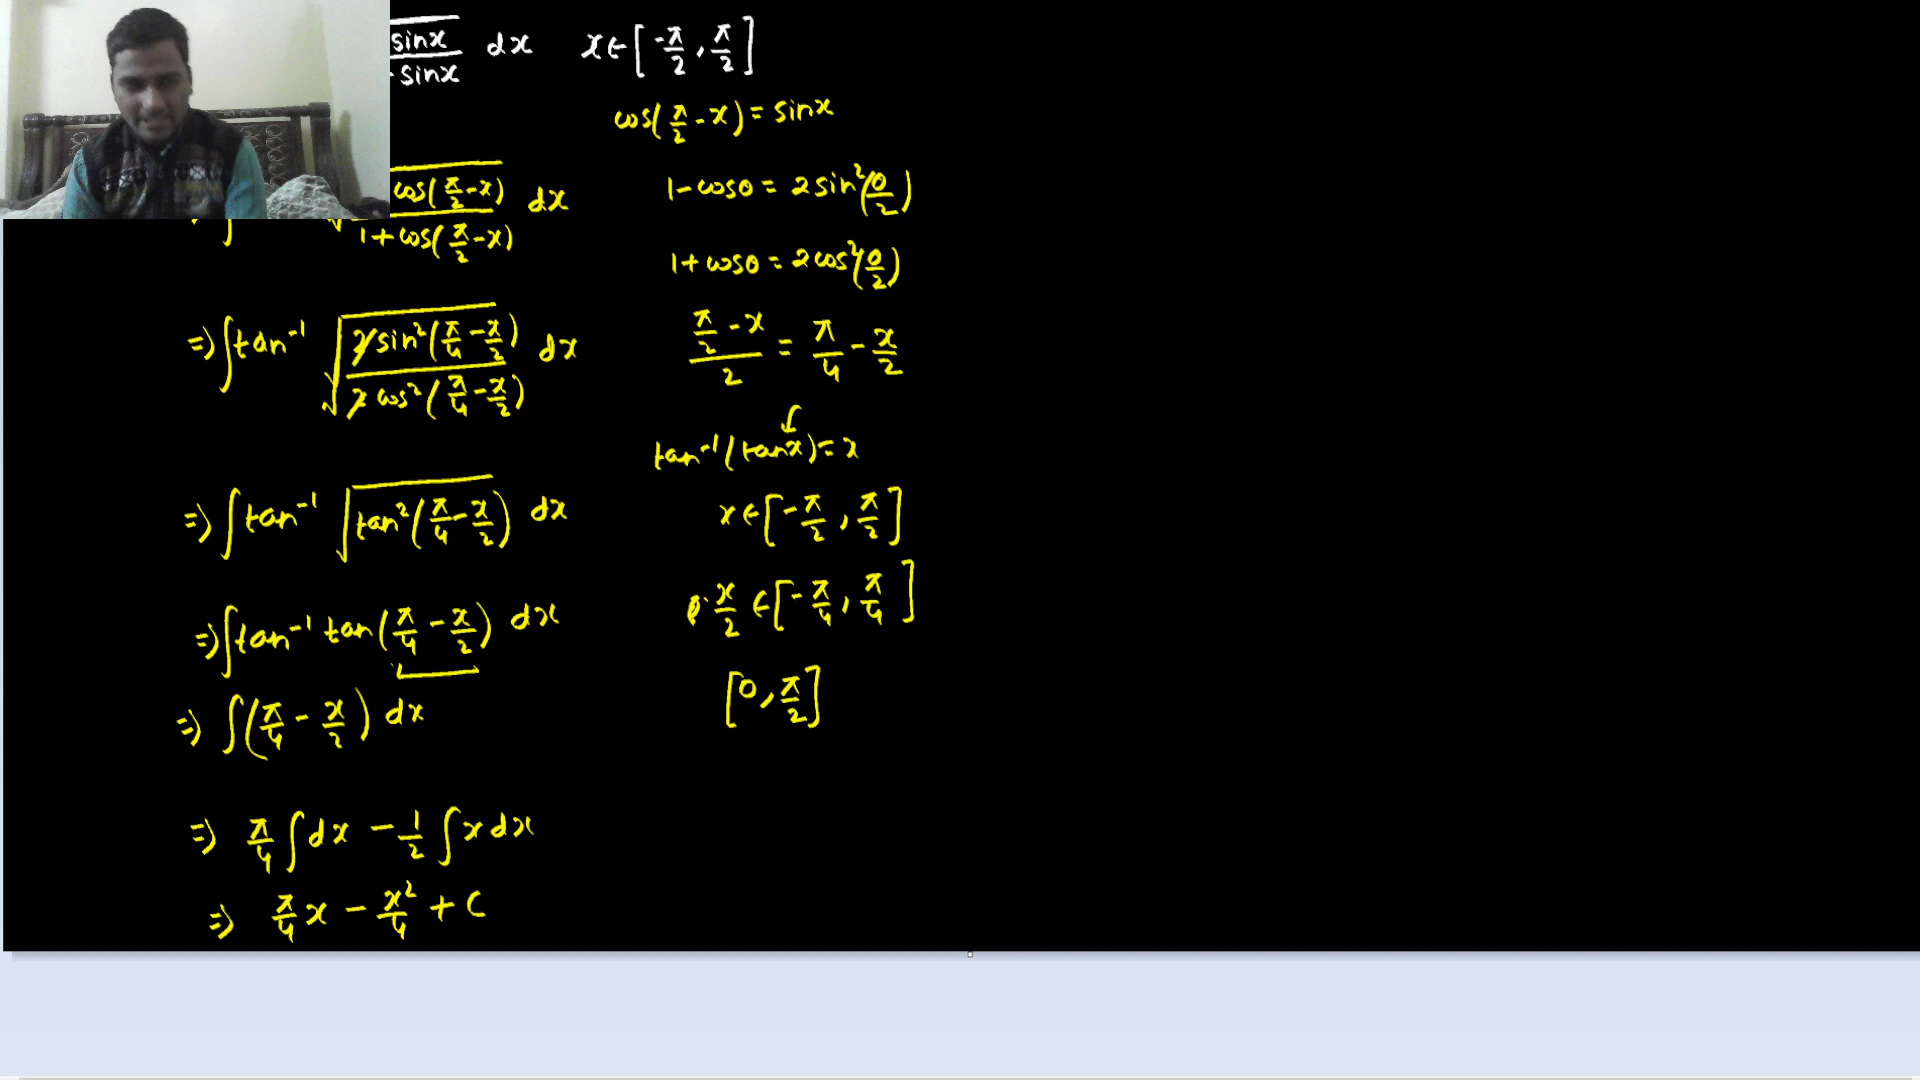 sinx / sinx dx x∈[-π/2, π/2]
cos(π/2 - x) = sinx
cos(π/2-x) / 1+cos(π/2-x) dx
1-cosθ = 2sin²(θ/2)
1+cosθ = 2cos²(θ/2)
=) ∫tan⁻¹ √(2sin²(π/4-x/2) / 2cos²(π/4-x/2)) dx
(π/2 - x)/2 = π/4 - x/2
tan⁻¹(tanx) = x
=) ∫tan⁻¹ √(tan²(π/4-x/2)) dx
x∈[-π/2, π/2]
x/2 ∈[-π/4, π/4]
=) ∫tan⁻¹ tan(π/4 - x/2) dx
[0, π/2]
=) ∫(π/4 - x/2) dx
=) π/4 ∫dx - 1/2 ∫x dx
=) π/4 x - x²/4 + C